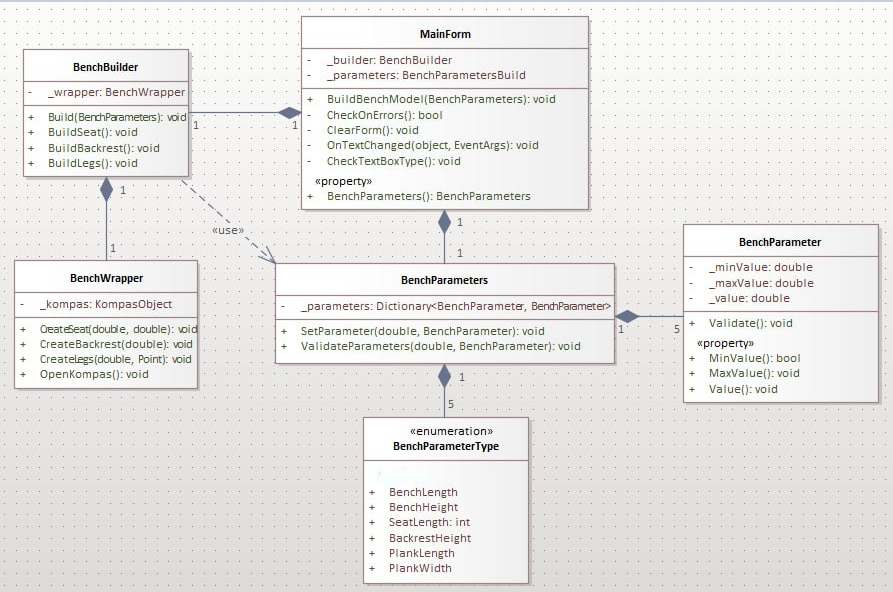 MainForm
- _builder: BenchBuilder
- _parameters: BenchParametersBuild
+ BuildBenchModel(BenchParameters): void
- CheckOnErrors(): bool
- ClearForm(): void
- OnTextChanged(object, EventArgs): void
- CheckTextBoxType(): void
«property»
+ BenchParameters(): BenchParameters
BenchBuilder
- _wrapper: BenchWrapper
+ Build(BenchParameters): void
+ BuildSeat(): void
+ BuildBackrest(): void
+ BuildLegs(): void
1
1
1
1
«use»
1
1
BenchWrapper
- _kompas: KompasObject
+ CreateSeat(double, double): void
+ CreateBackrest(double): void
+ CreateLegs(double, Point): void
+ OpenKompas(): void
BenchParameters
- _parameters: Dictionary<BenchParameter, BenchParameter>
+ SetParameter(double, BenchParameter): void
+ ValidateParameters(double, BenchParameter): void
1
5
BenchParameter
- _minValue: double
- _maxValue: double
- _value: double
+ Validate(): void
«property»
+ MinValue(): bool
+ MaxValue(): void
+ Value(): void
1
5
«enumeration»
BenchParameterType
+ BenchLength
+ BenchHeight
+ SeatLength: int
+ BackrestHeight
+ PlankLength
+ PlankWidth